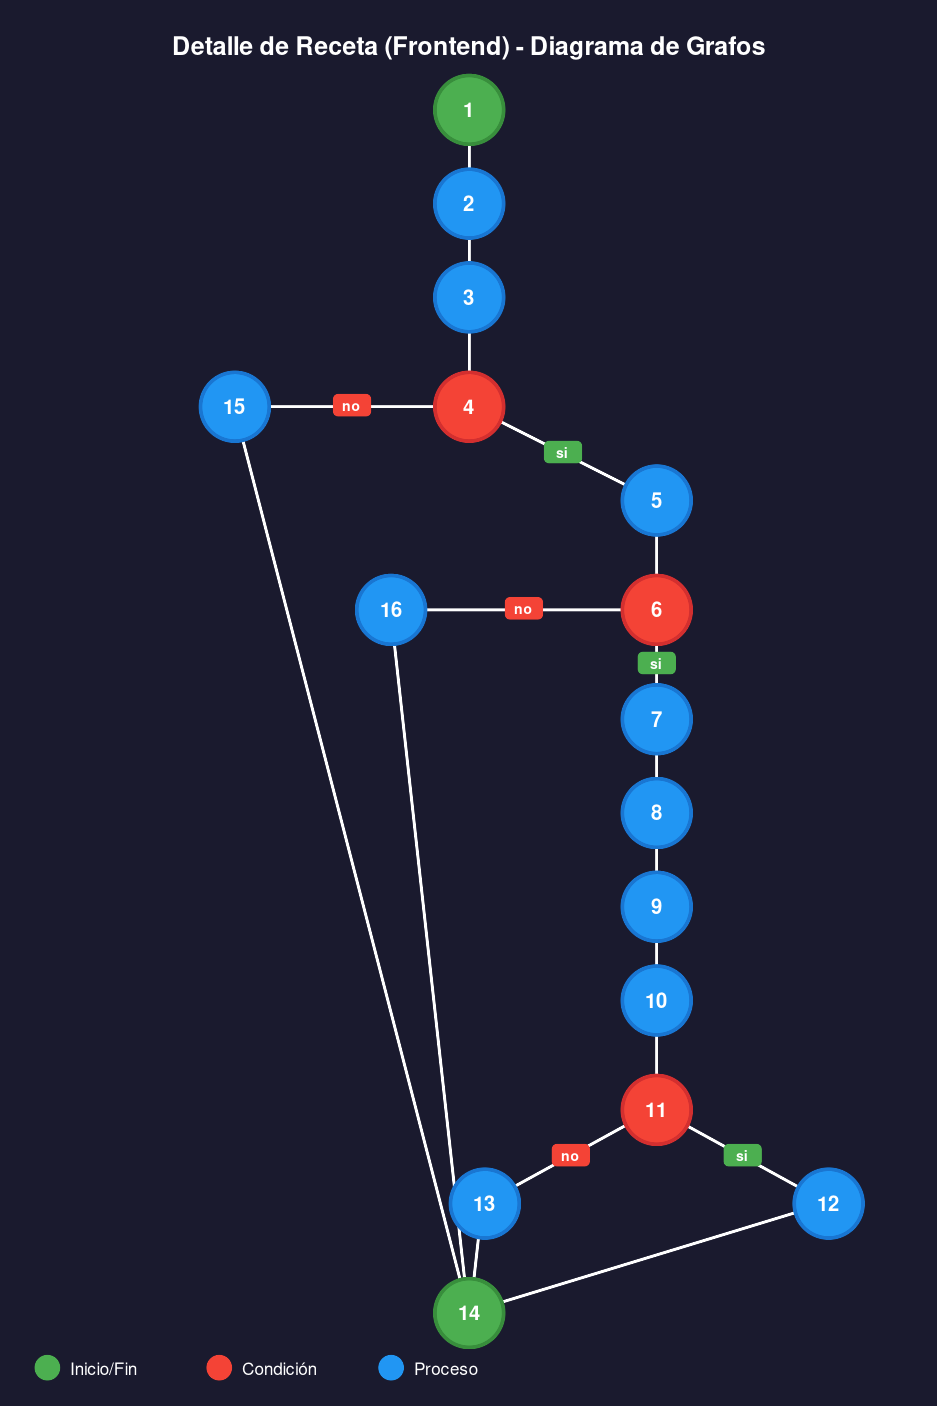 Detalle de Receta (Frontend) - Diagrama de Grafos
1
2
3
15
no
4
si
5
16
no
6
si
7
8
9
10
11
no
si
13
12
14
Inicio/Fin
Condición
Proceso